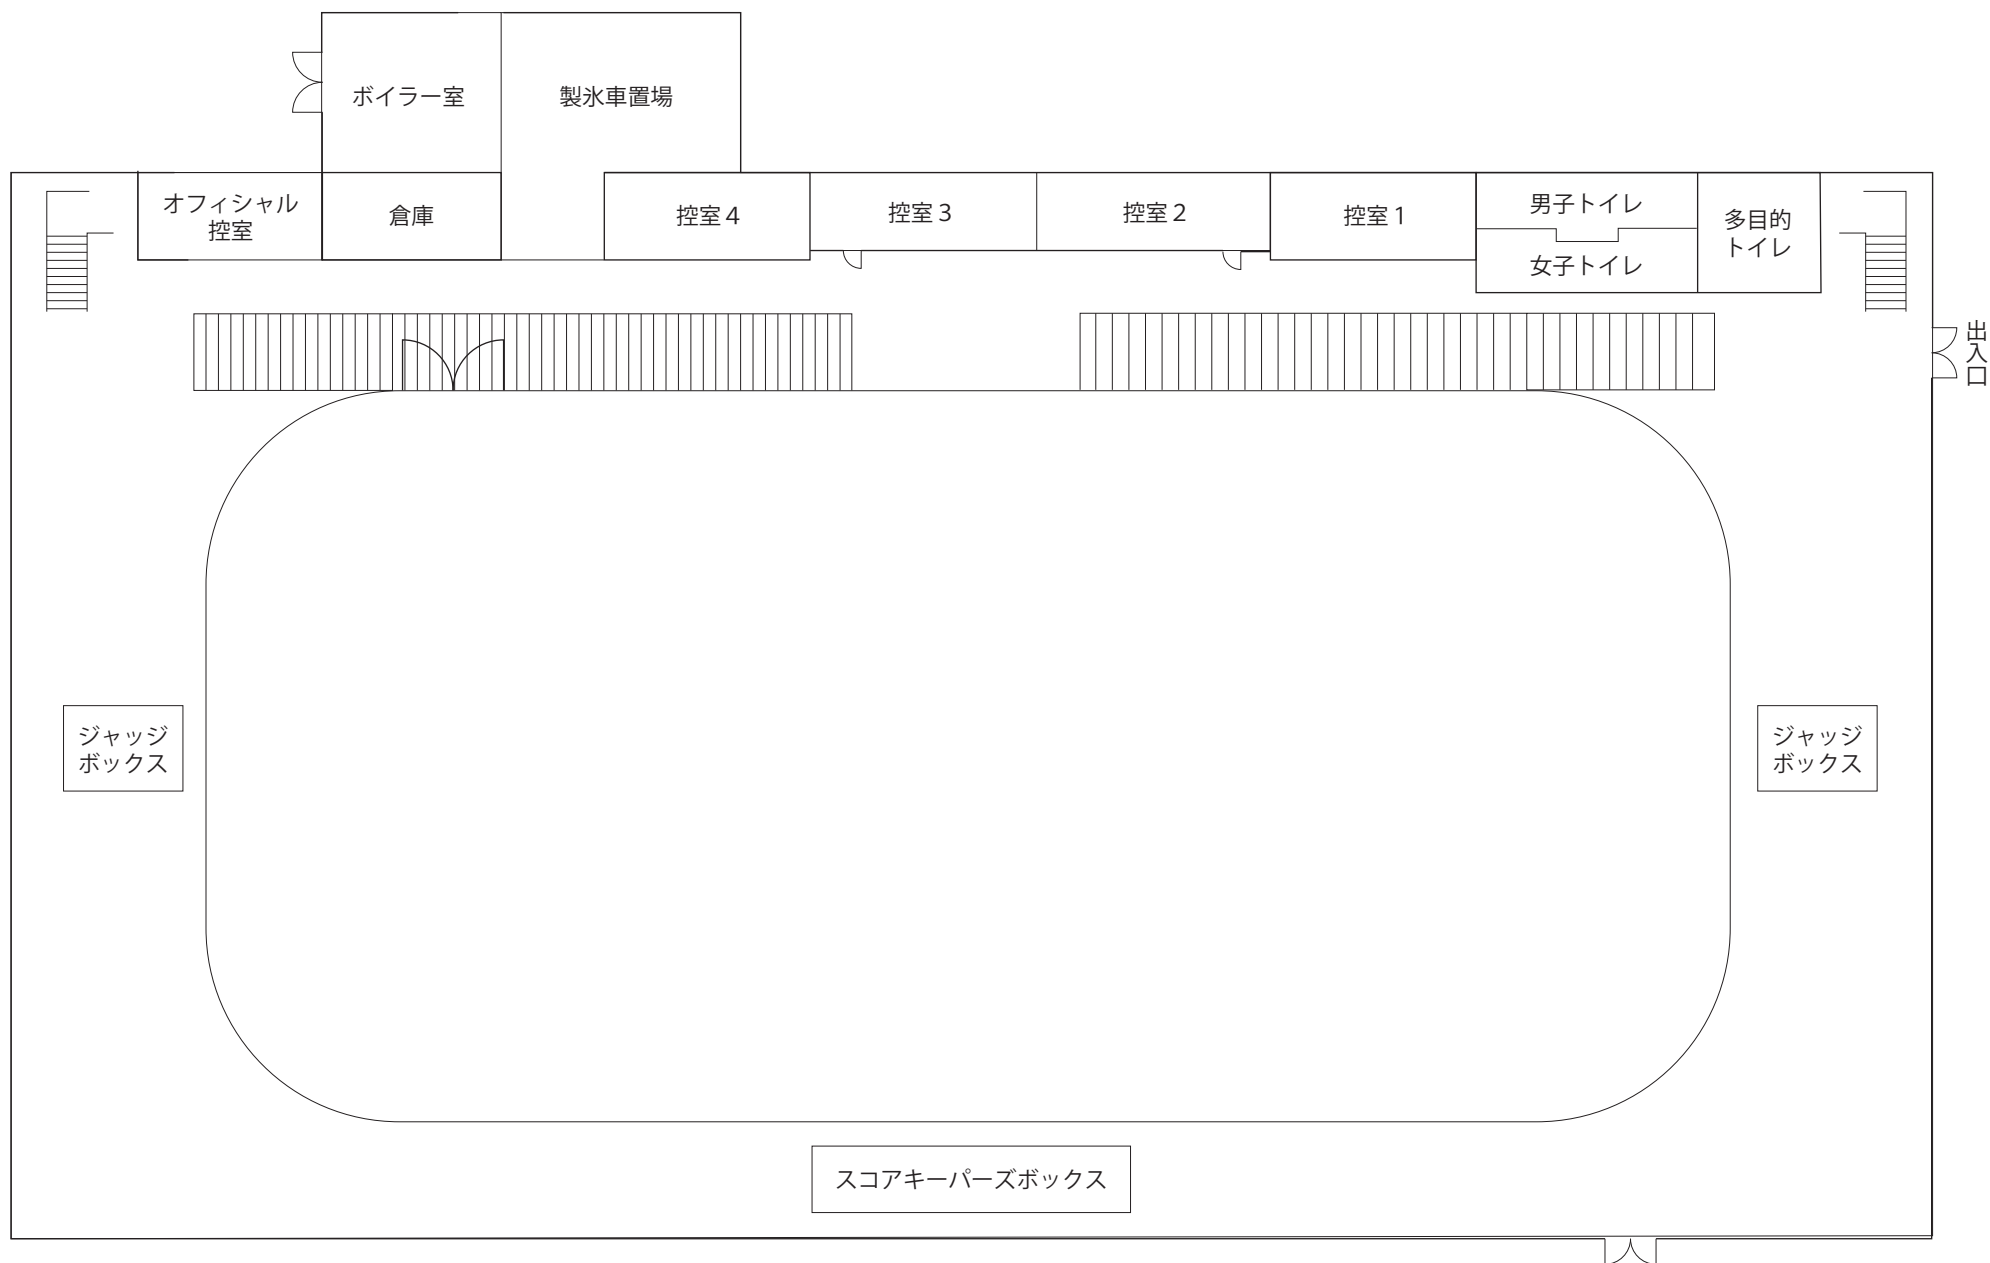 ボイラー室
製氷車置場
オフィシャル
控室
倉庫
控室4
控室3
控室2
控室1
男子トイレ
女子トイレ
多目的
トイレ
出入口
ジャッジ
ボックス
ジャッジ
ボックス
スコアキーパーズボックス